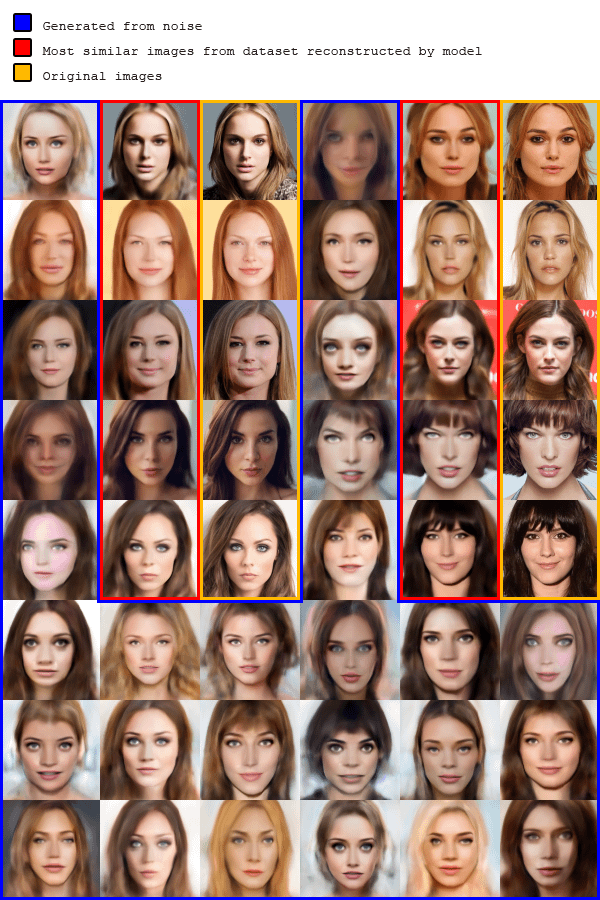 Generated from noise
Most similar images from dataset reconstructed by model
Original images